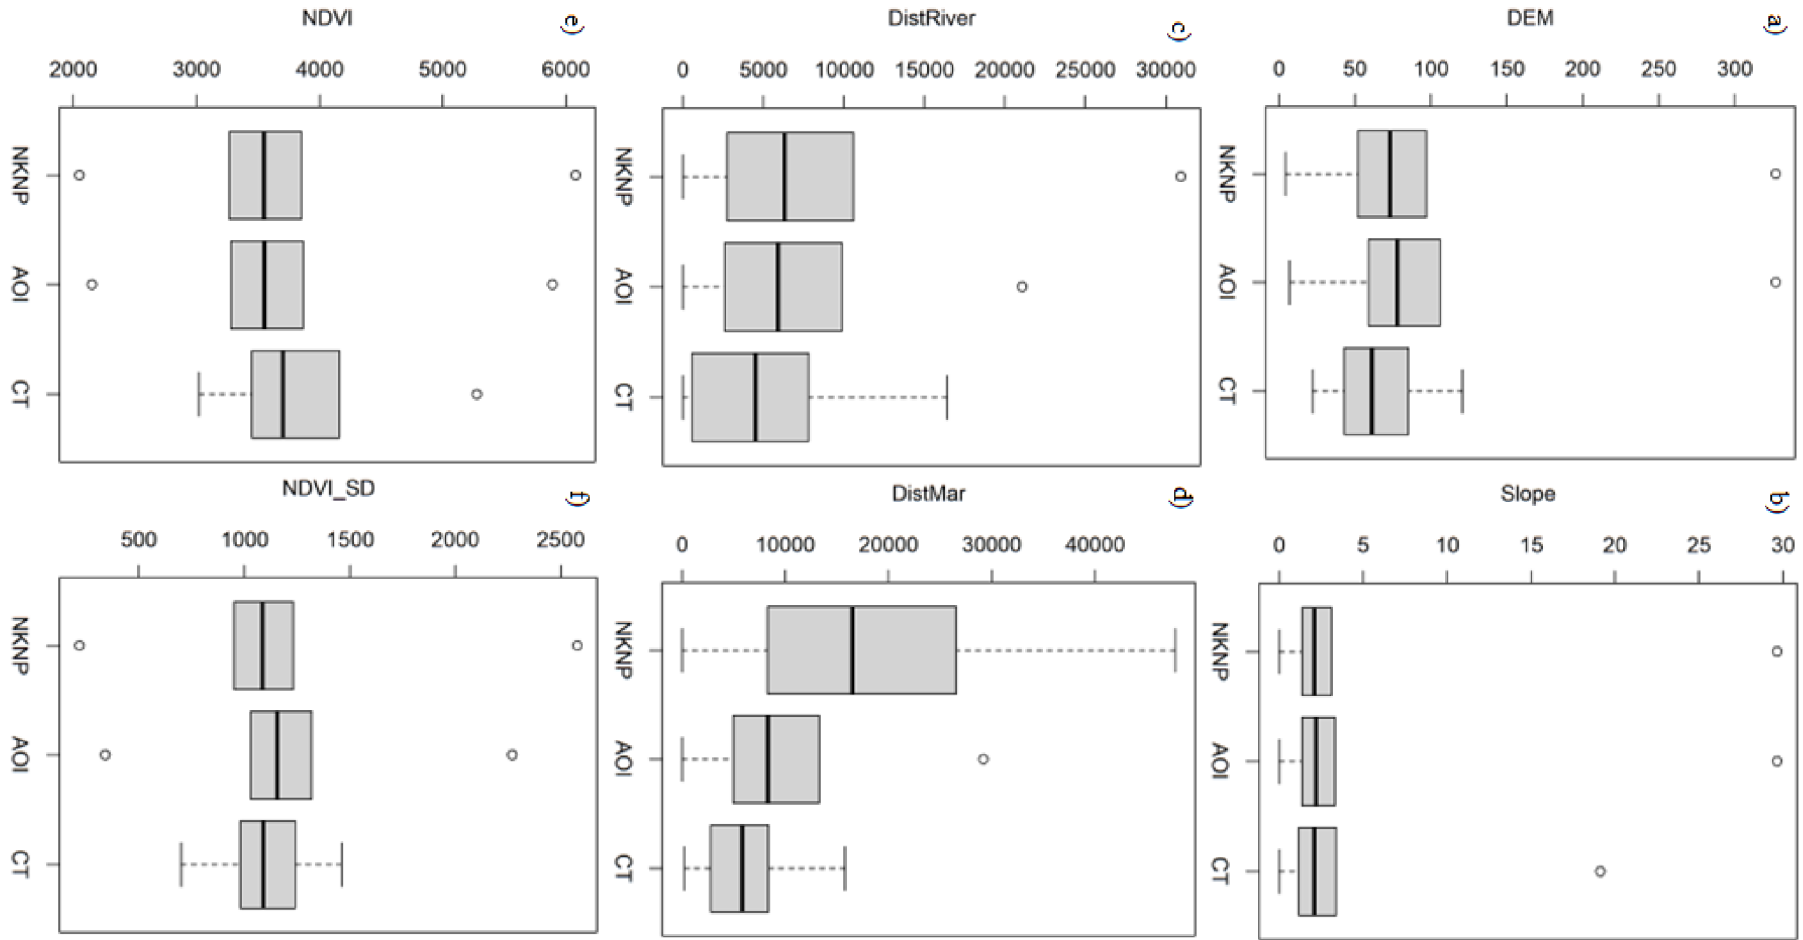 NDVI
e)
2000 3000 4000 5000 6000
NKNP
AOI
CT
DistRiver
c)
0 5000 10000 15000 20000 25000 30000
NKNP
AOI
CT
DEM
a)
0 50 100 150 200 250 300
NKNP
AOI
CT
NDVI_SD
f)
500 1000 1500 2000 2500
NKNP
AOI
CT
DistMar
d)
0 10000 20000 30000 40000
NKNP
AOI
CT
Slope
b)
0 5 10 15 20 25 30
NKNP
AOI
CT